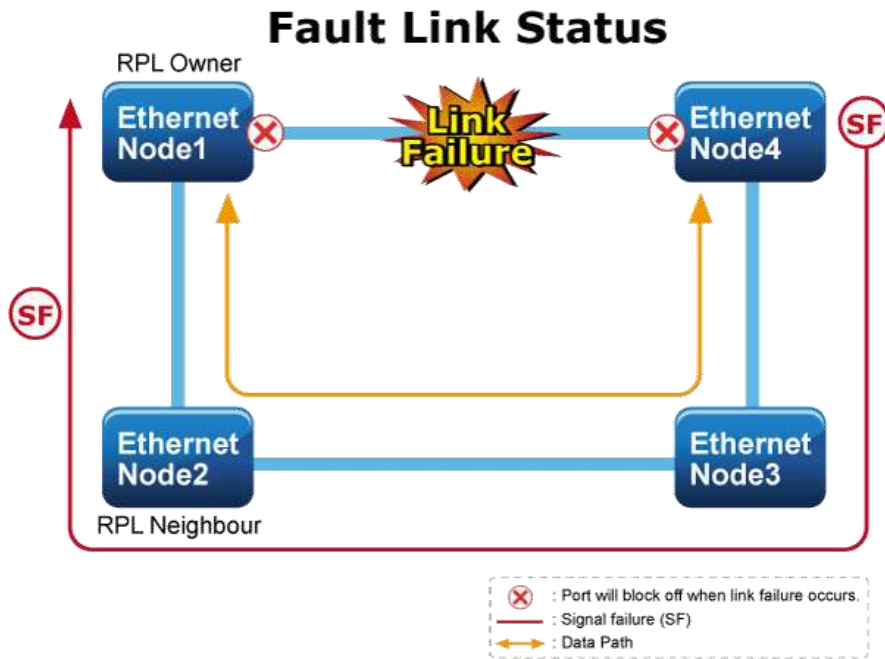 Fault Link Status
RPL Owner
Ethernet
Node1
Link
Failure
Ethernet
Node4
SF
SF
Ethernet
Node2
Ethernet
Node3
RPL Neighbour
: Port will block off when link failure occurs.
: Signal failure (SF)
: Data Path